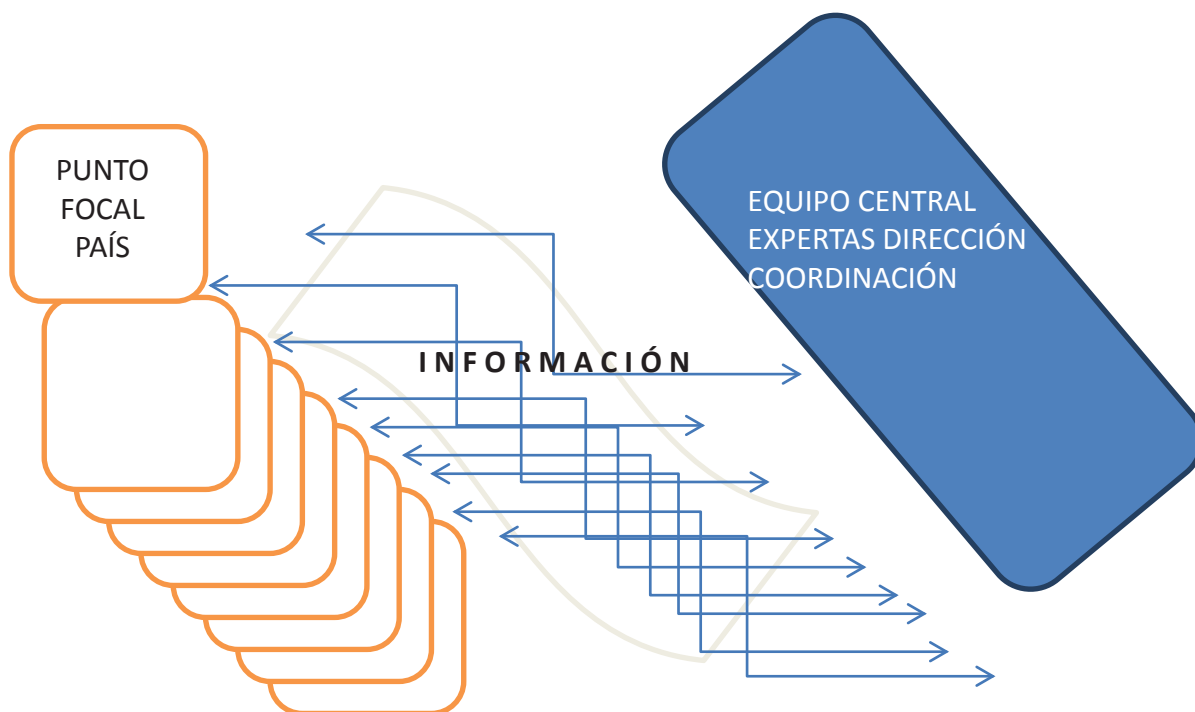 PUNTO
FOCAL
PAÍS
EQUIPO CENTRAL
EXPERTAS DIRECCIÓN
COORDINACIÓN
INFORMACIÓN